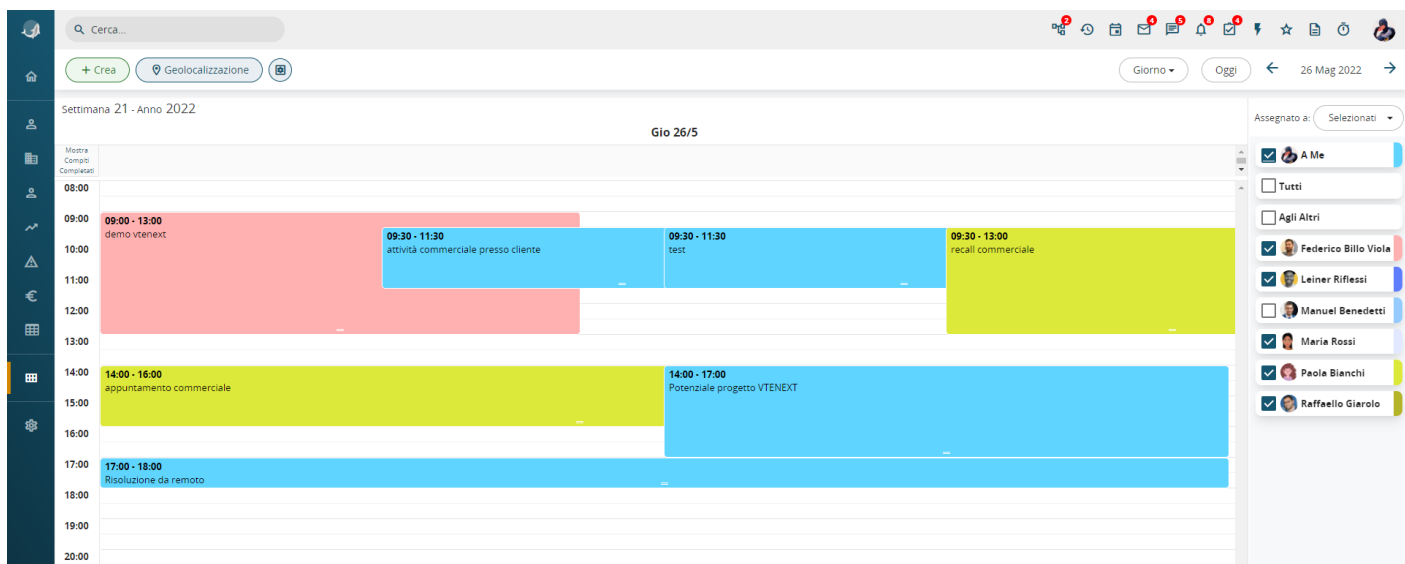 Cerca...
2
4
5
8
4
+ Crea
Geolocalizzazione
Giorno
Oggi
26 Mag 2022
Settimana 21 - Anno 2022
Gio 26/5
Mostra
Compiti
Completati
08:00
09:00
10:00
11:00
12:00
13:00
14:00
15:00
16:00
17:00
18:00
19:00
20:00
09:00 - 13:00
demo vtenext
09:30 - 11:30
attività commerciale presso cliente
09:30 - 11:30
test
09:30 - 13:00
recall commerciale
14:00 - 16:00
appuntamento commerciale
14:00 - 17:00
Potenziale progetto VTENEXT
17:00 - 18:00
Risoluzione da remoto
Assegnato a: Selezionati
A Me
Tutti
Agli Altri
Federico Billo Viola
Leiner Riflessi
Manuel Benedetti
Maria Rossi
Paola Bianchi
Raffaello Giarolo